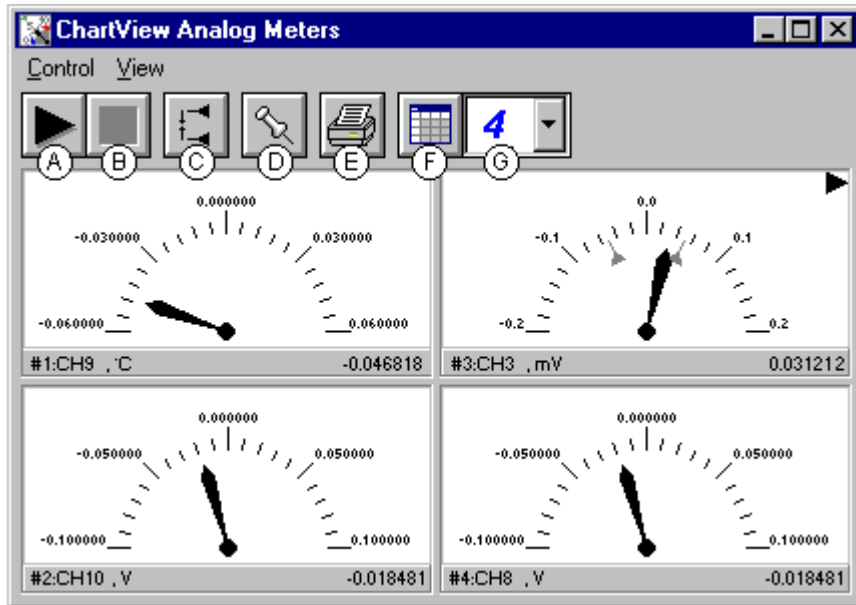 ChartView Analog Meters
Control View
4
A B C D E F G
0.000000
-0.030000 0.030000
-0.060000 0.060000
#1:CH9 , °C -0.046818
0.0
-0.1 0.1
-0.2 0.2
#3:CH3 , mV 0.031212
0.000000
-0.050000 0.050000
-0.100000 0.100000
#2:CH10 , V -0.018481
0.000000
-0.050000 0.050000
-0.100000 0.100000
#4:CH8 , V -0.018481